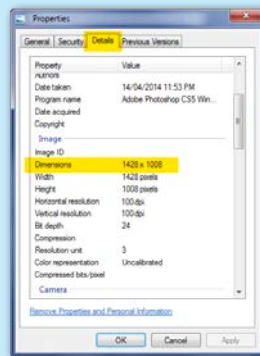 Properties
General Security Details Previous Versions
Property Value
Authors
Date taken 14/04/2014 11:53 PM
Program name Adobe Photoshop CS5 Win...
Date acquired
Copyright
Image
Image ID
Dimensions 1428 x 1008
Width 1428 pixels
Height 1008 pixels
Horizontal resolution 100 dpi
Vertical resolution 100 dpi
Bit depth 24
Compression
Resolution unit 3
Color representation Uncalibrated
Compressed bits/pixel
Camera
Remove Properties and Personal Information
OK Cancel Apply